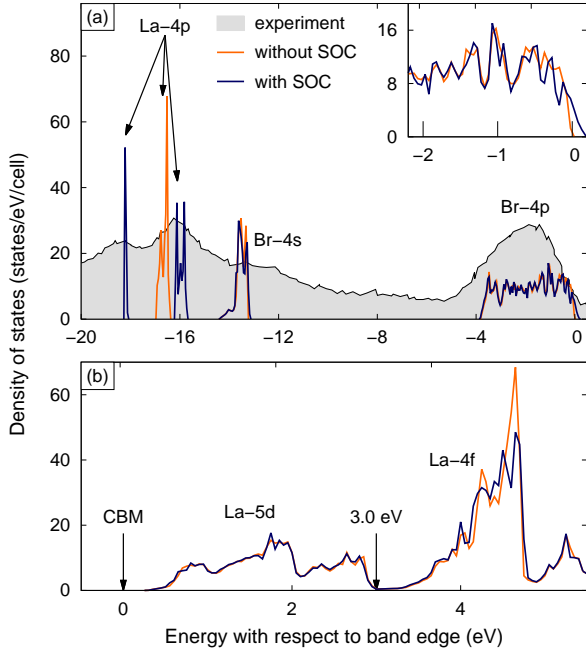 (a)
La−4p
experiment
without SOC
with SOC
16
12
8
4
0
−2
−1
0
80
60
40
20
0
Br−4s
Br−4p
−20
−16
−12
−8
−4
0
Density of states (states/eV/cell)
(b)
60
40
20
0
CBM
La−5d
3.0 eV
La−4f
0
2
4
Energy with respect to band edge (eV)